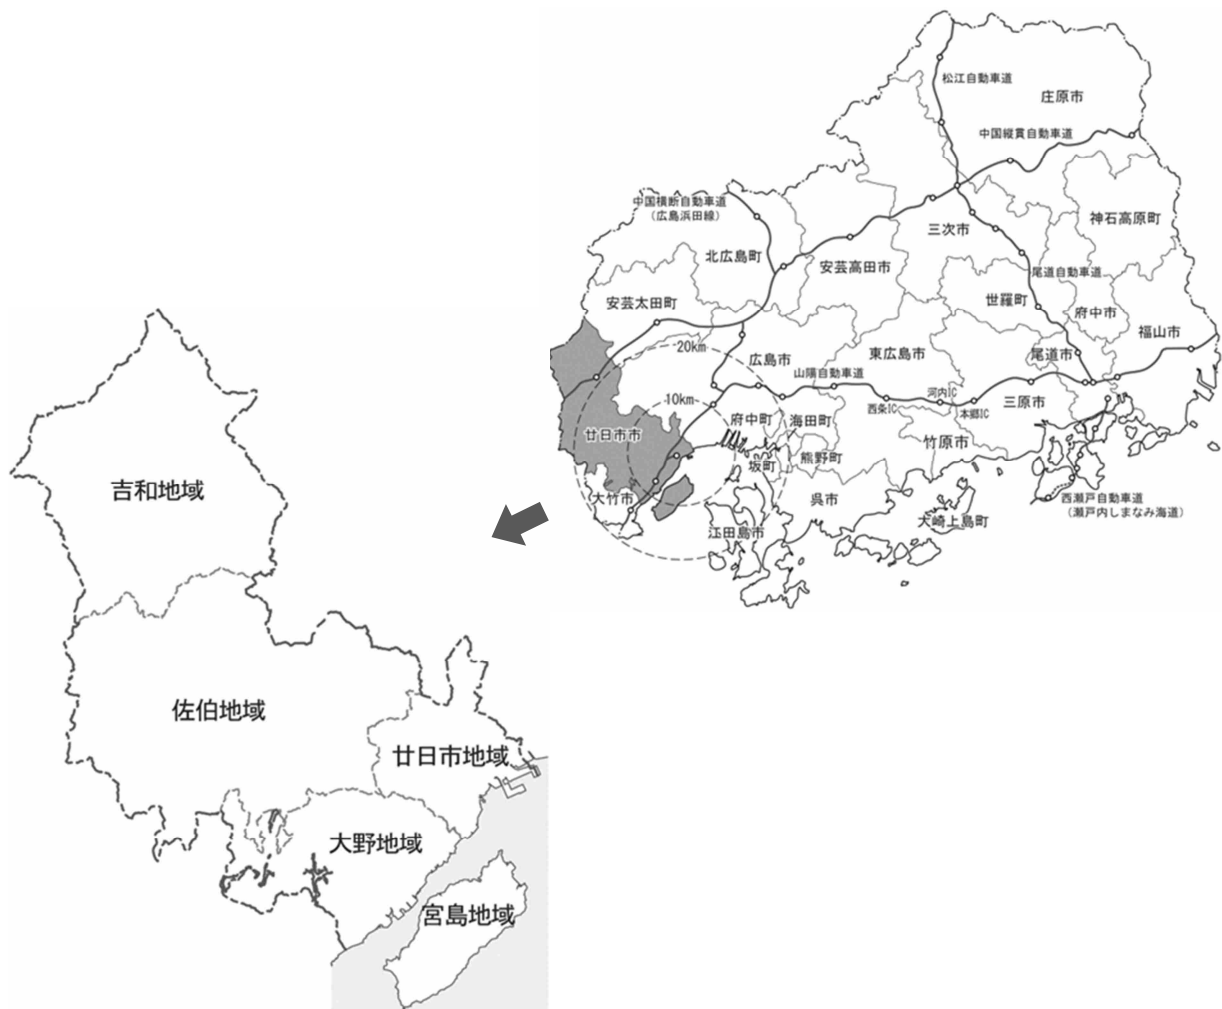 松江自動車道
庄原市
中国縦貫自動車道
中国横断自動車道
(広島浜田線)
神石高原町
三次市
北広島町
安芸高田市
尾道自動車道
安芸太田町
世羅町
府中市
福山市
20km
広島市
東広島市
尾道市
山陽自動車道
10km
河内IC
西条IC
本郷IC
三原市
廿日市市
府中町
海田町
竹原市
坂町
熊野町
大竹市
呉市
西瀬戸自動車道
(瀬戸内しまなみ海道)
大崎上島町
江田島市
吉和地域
佐伯地域
廿日市地域
大野地域
宮島地域